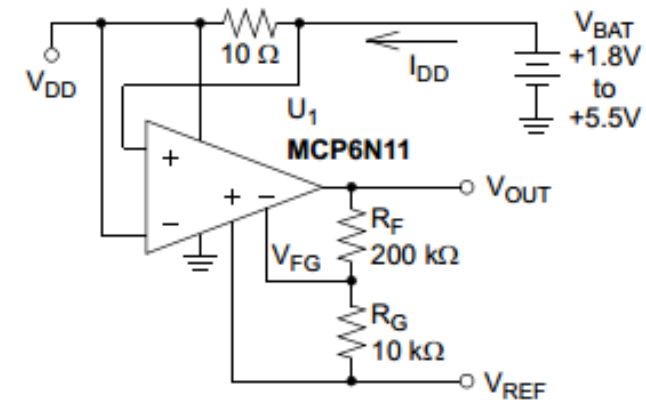 V_BAT
+1.8V
to
+5.5V
10 Ω
I_DD
V_DD
U_1
MCP6N11
+
−
+ −
V_OUT
R_F
200 kΩ
V_FG
R_G
10 kΩ
V_REF